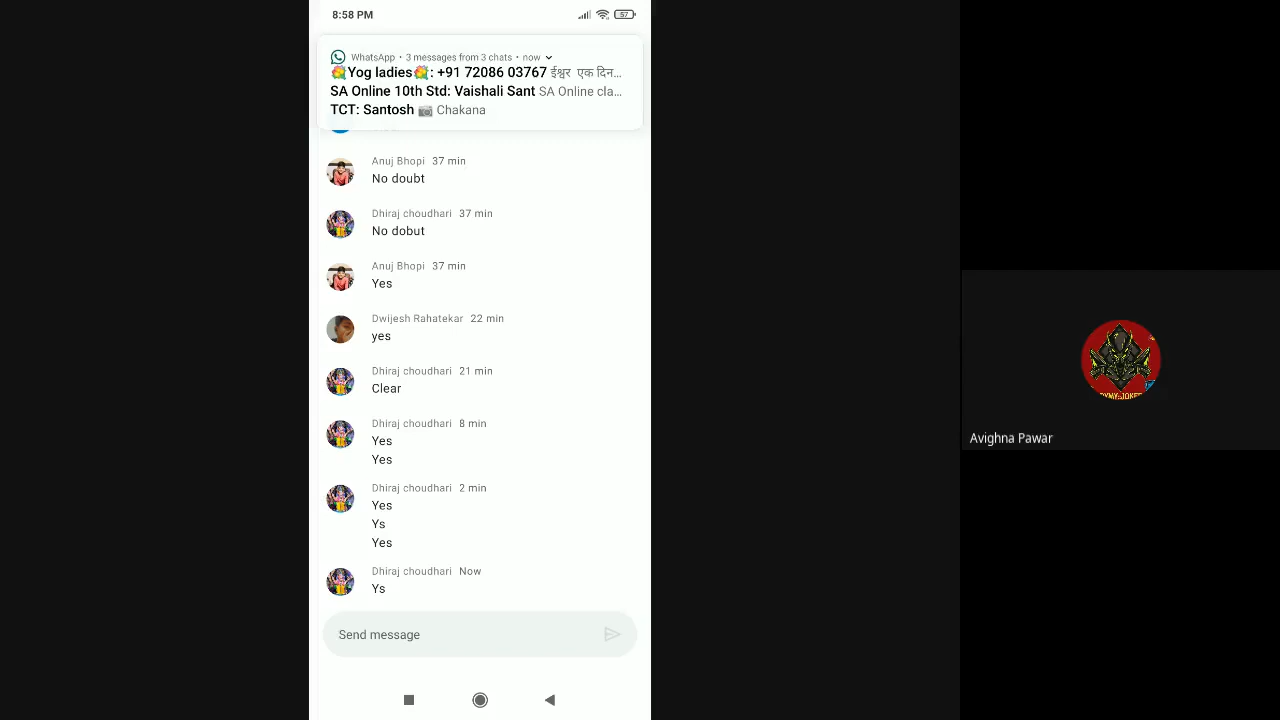 8:58 PM
57
WhatsApp • 3 messages from 3 chats • now
💐Yog ladies💐: +91 72086 03767 ईश्वर एक दिन...
SA Online 10th Std: Vaishali Sant SA Online cla...
TCT: Santosh 📷 Chakana
Anuj Bhopi 37 min
No doubt
Dhiraj choudhari 37 min
No dobut
Anuj Bhopi 37 min
Yes
Dwijesh Rahatekar 22 min
yes
Dhiraj choudhari 21 min
Clear
Dhiraj choudhari 8 min
Yes
Yes
Dhiraj choudhari 2 min
Yes
Ys
Yes
Dhiraj choudhari Now
Ys
Send message
Avighna Pawar